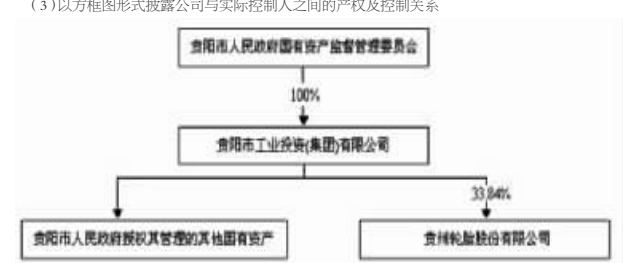 （3）以方框图形式披露公司与实际控制人之间的产权及控制关系
贵阳市人民政府国有资产监督管理委员会
100%
贵阳市工业投资(集团)有限公司
33.84%
贵阳市人民政府授权其管理的其他国有资产
贵州轮胎股份有限公司